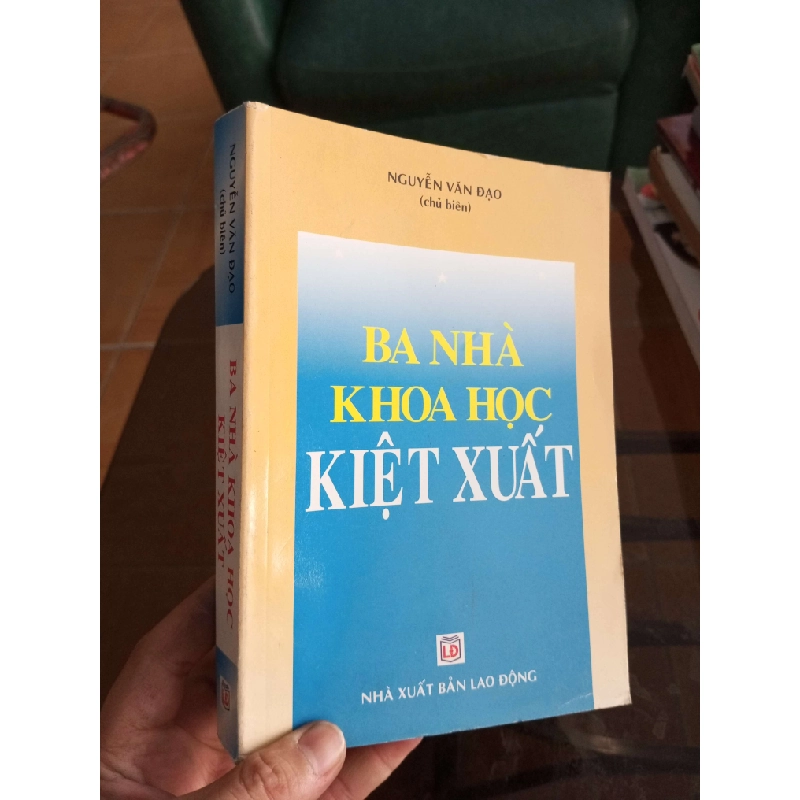 NGUYỄN VĂN ĐẠO
(chủ biên)
BA NHÀ
KHOA HỌC
KIỆT XUẤT
LĐ
NHÀ XUẤT BẢN LAO ĐỘNG
NGUYỄN VĂN ĐẠO
(chủ biên)
BA NHÀ KHOA HỌC
KIỆT XUẤT